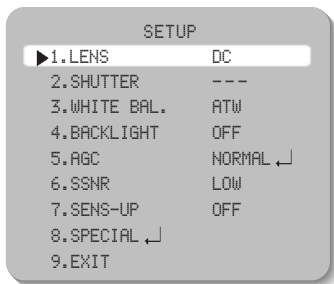 SETUP
▶1.LENS DC
2.SHUTTER ---
3.WHITE BAL. ATW
4.BACKLIGHT OFF
5.AGC NORMAL ↵
6.SSNR LOW
7.SENS-UP OFF
8.SPECIAL ↵
9.EXIT